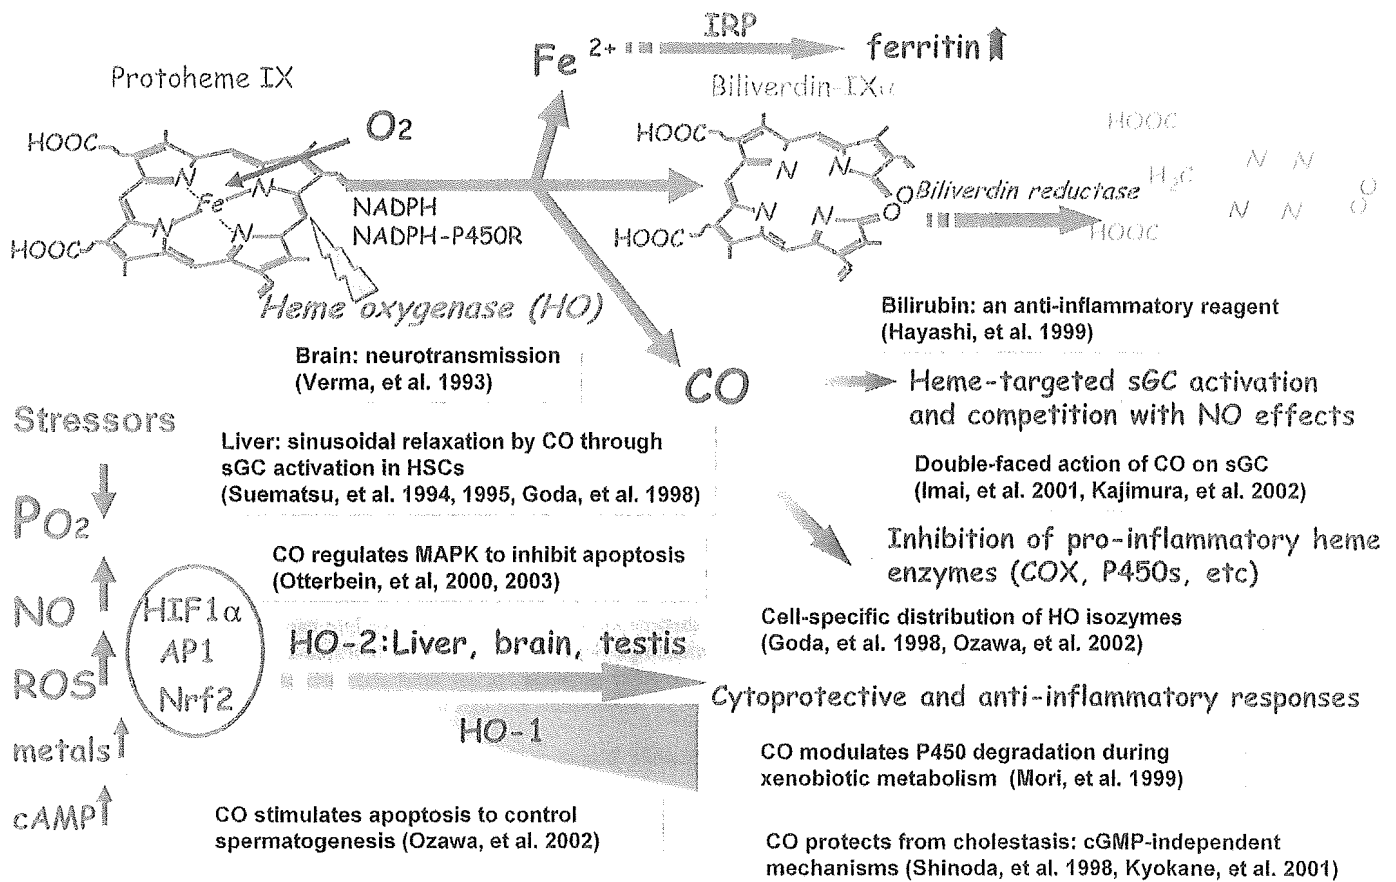 IRP
Fe 2+
ferritin
Protoheme IX
Biliverdin-IXα
O2
HOOC
HOOC
N
N
Fe
N
N
NADPH
NADPH-P450R
Heme oxygenase (HO)
HOOC
HOOC
N
N
N
N
O
O
Biliverdin reductase
HOOC
H3C
HOOC
N
N
N
N
O
O
Bilirubin: an anti-inflammatory reagent
(Hayashi, et al. 1999)
Brain: neurotransmission
(Verma, et al. 1993)
CO
Heme-targeted sGC activation
and competition with NO effects
Stressors
Liver: sinusoidal relaxation by CO through
sGC activation in HSCs
(Suematsu, et al. 1994, 1995, Goda, et al. 1998)
Double-faced action of CO on sGC
(Imai, et al. 2001, Kajimura, et al. 2002)
PO2
CO regulates MAPK to inhibit apoptosis
(Otterbein, et al, 2000, 2003)
Inhibition of pro-inflammatory heme
enzymes (COX, P450s, etc)
NO
HIF1α
AP1
Nrf2
Cell-specific distribution of HO isozymes
(Goda, et al. 1998, Ozawa, et al. 2002)
HO-2:Liver, brain, testis
ROS
Cytoprotective and anti-inflammatory responses
HO-1
metals
CO modulates P450 degradation during
xenobiotic metabolism (Mori, et al. 1999)
cAMP
CO stimulates apoptosis to control
spermatogenesis (Ozawa, et al. 2002)
CO protects from cholestasis: cGMP-independent
mechanisms (Shinoda, et al. 1998, Kyokane, et al. 2001)